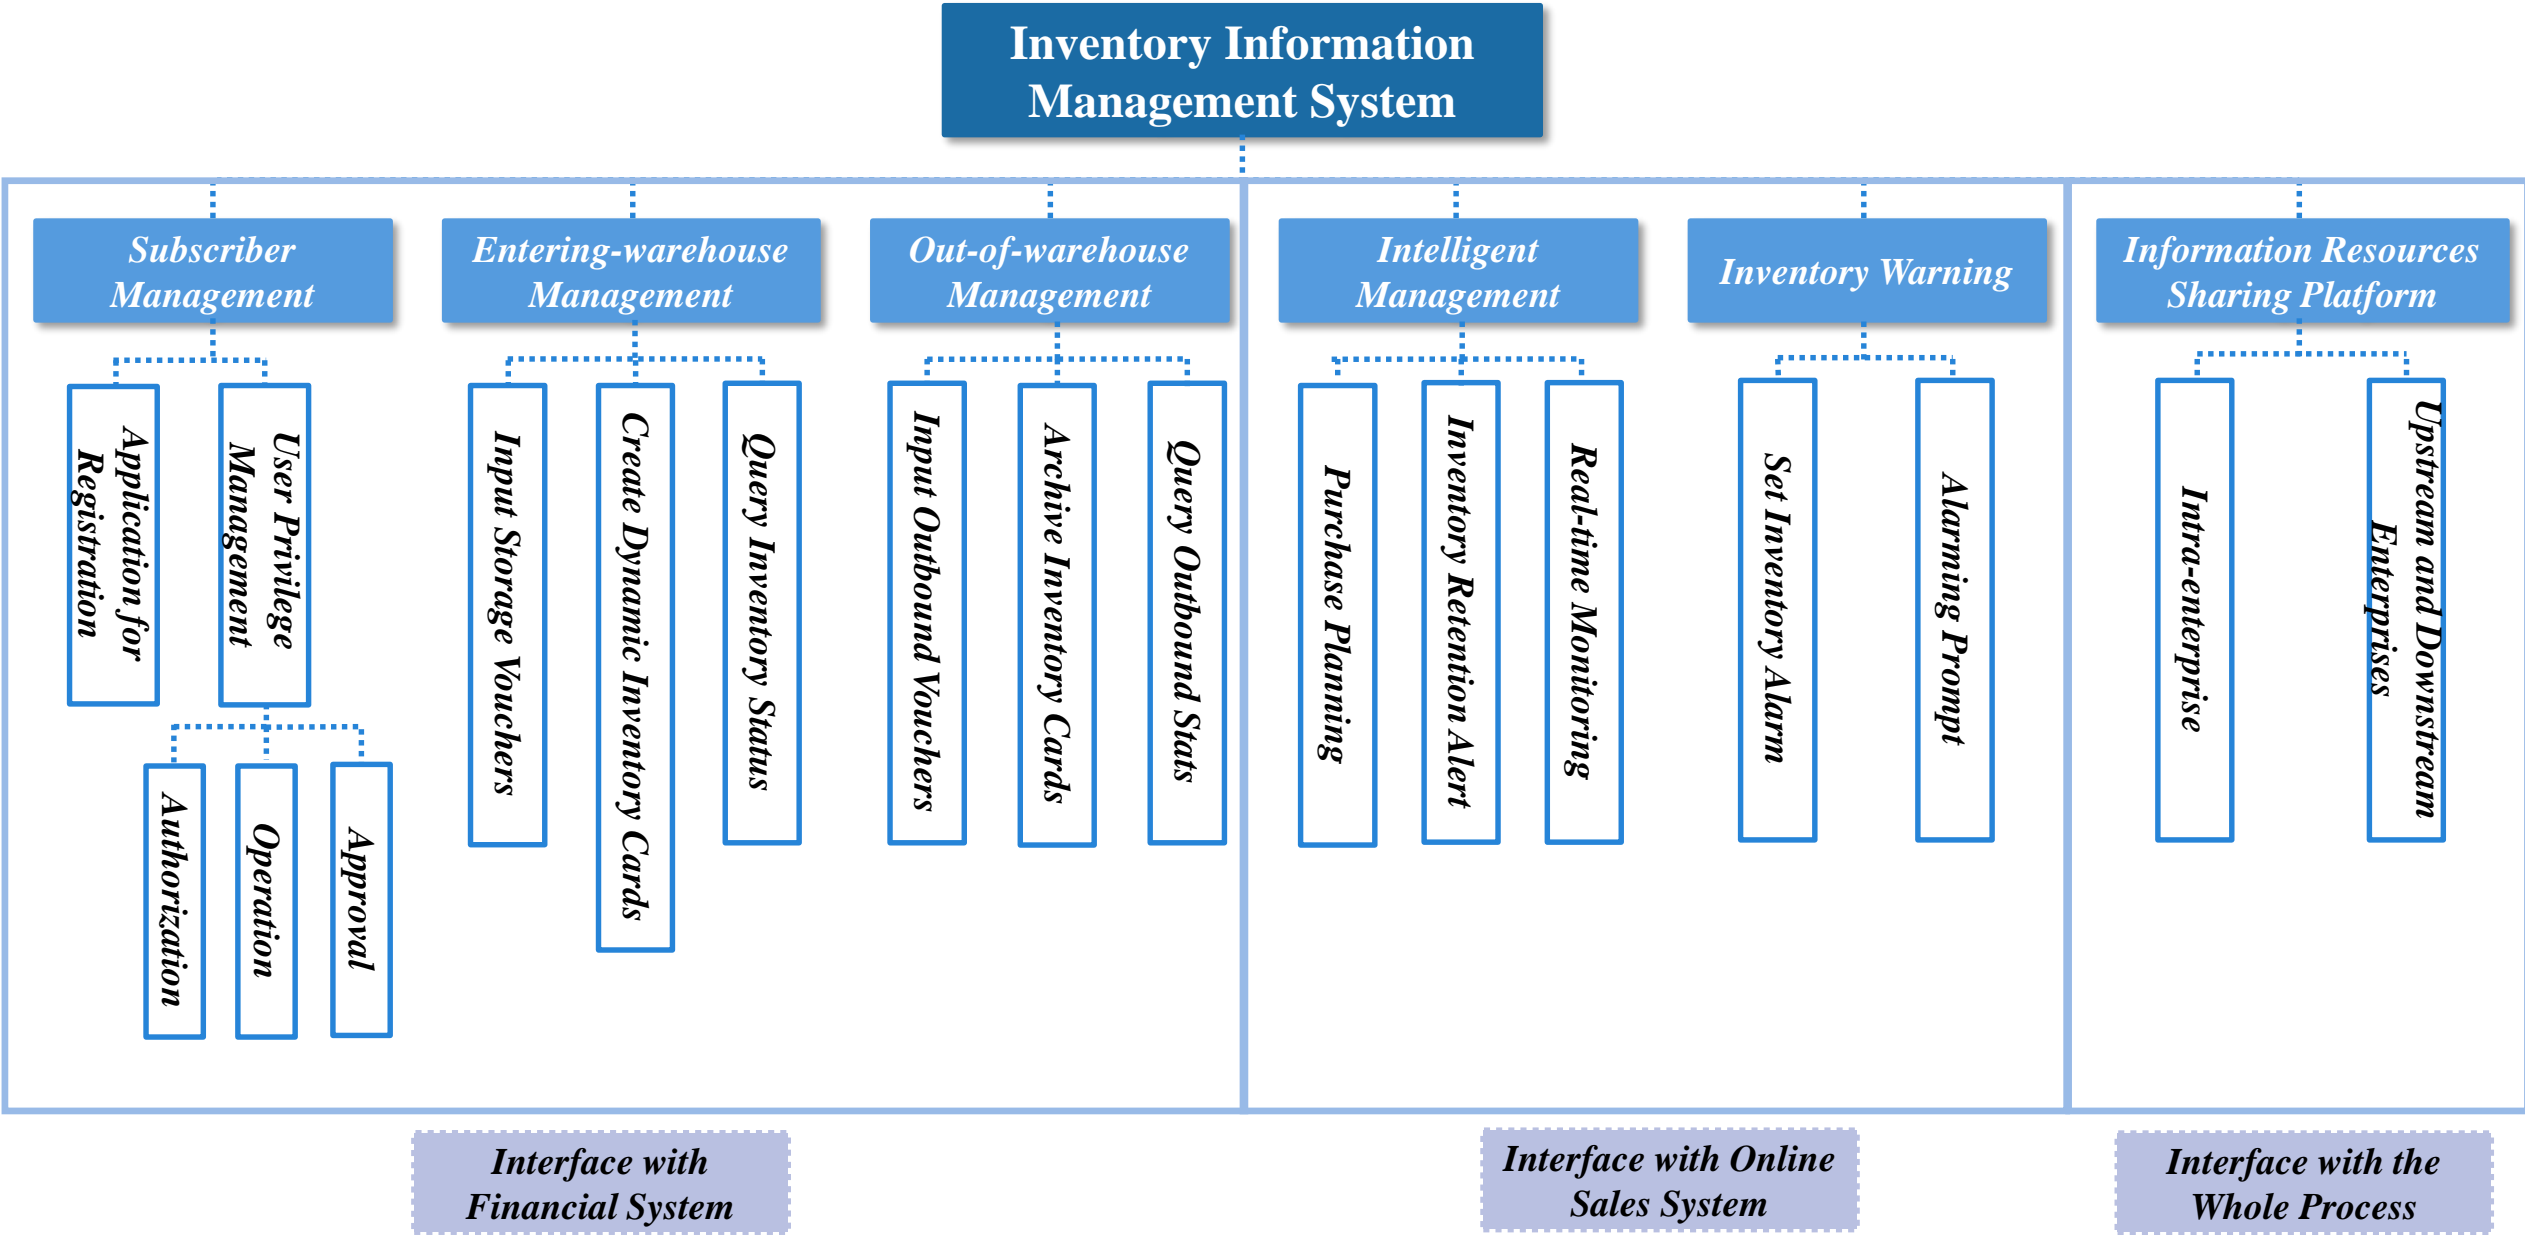 Inventory Information
Management System
Subscriber
Management
Entering-warehouse
Management
Out-of-warehouse
Management
Intelligent
Management
Inventory Warning
Information Resources
Sharing Platform
Application for
Registration
User Privilege
Management
Input Storage Vouchers
Create Dynamic Inventory Cards
Query Inventory Status
Input Outbound Vouchers
Archive Inventory Cards
Query Outbound Stats
Purchase Planning
Inventory Retention Alert
Real-time Monitoring
Set Inventory Alarm
Alarming Prompt
Intra-enterprise
Upstream and Downstream
Enterprises
Authorization
Operation
Approval
Interface with
Financial System
Interface with Online
Sales System
Interface with the
Whole Process